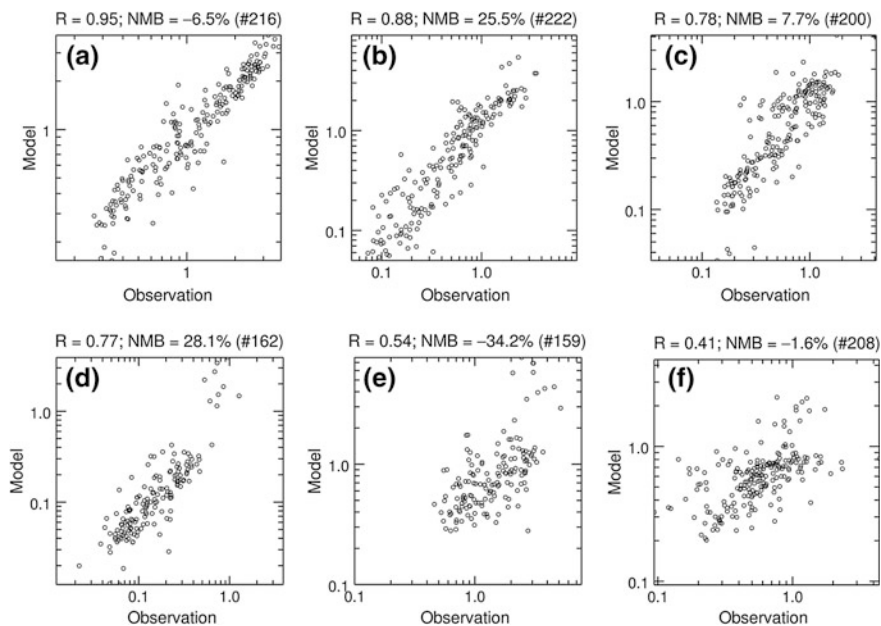 R = 0.95; NMB = −6.5% (#216)
(a)
1
Model
1
Observation
R = 0.88; NMB = 25.5% (#222)
(b)
1.0
0.1
Model
0.1 1.0
Observation
R = 0.78; NMB = 7.7% (#200)
(c)
1.0
0.1
Model
0.1 1.0
Observation
R = 0.77; NMB = 28.1% (#162)
(d)
1.0
0.1
Model
0.1 1.0
Observation
R = 0.54; NMB = −34.2% (#159)
(e)
1.0
0.1
Model
0.1 1.0
Observation
R = 0.41; NMB = −1.6% (#208)
(f)
1.0
0.1
Model
0.1 1.0
Observation